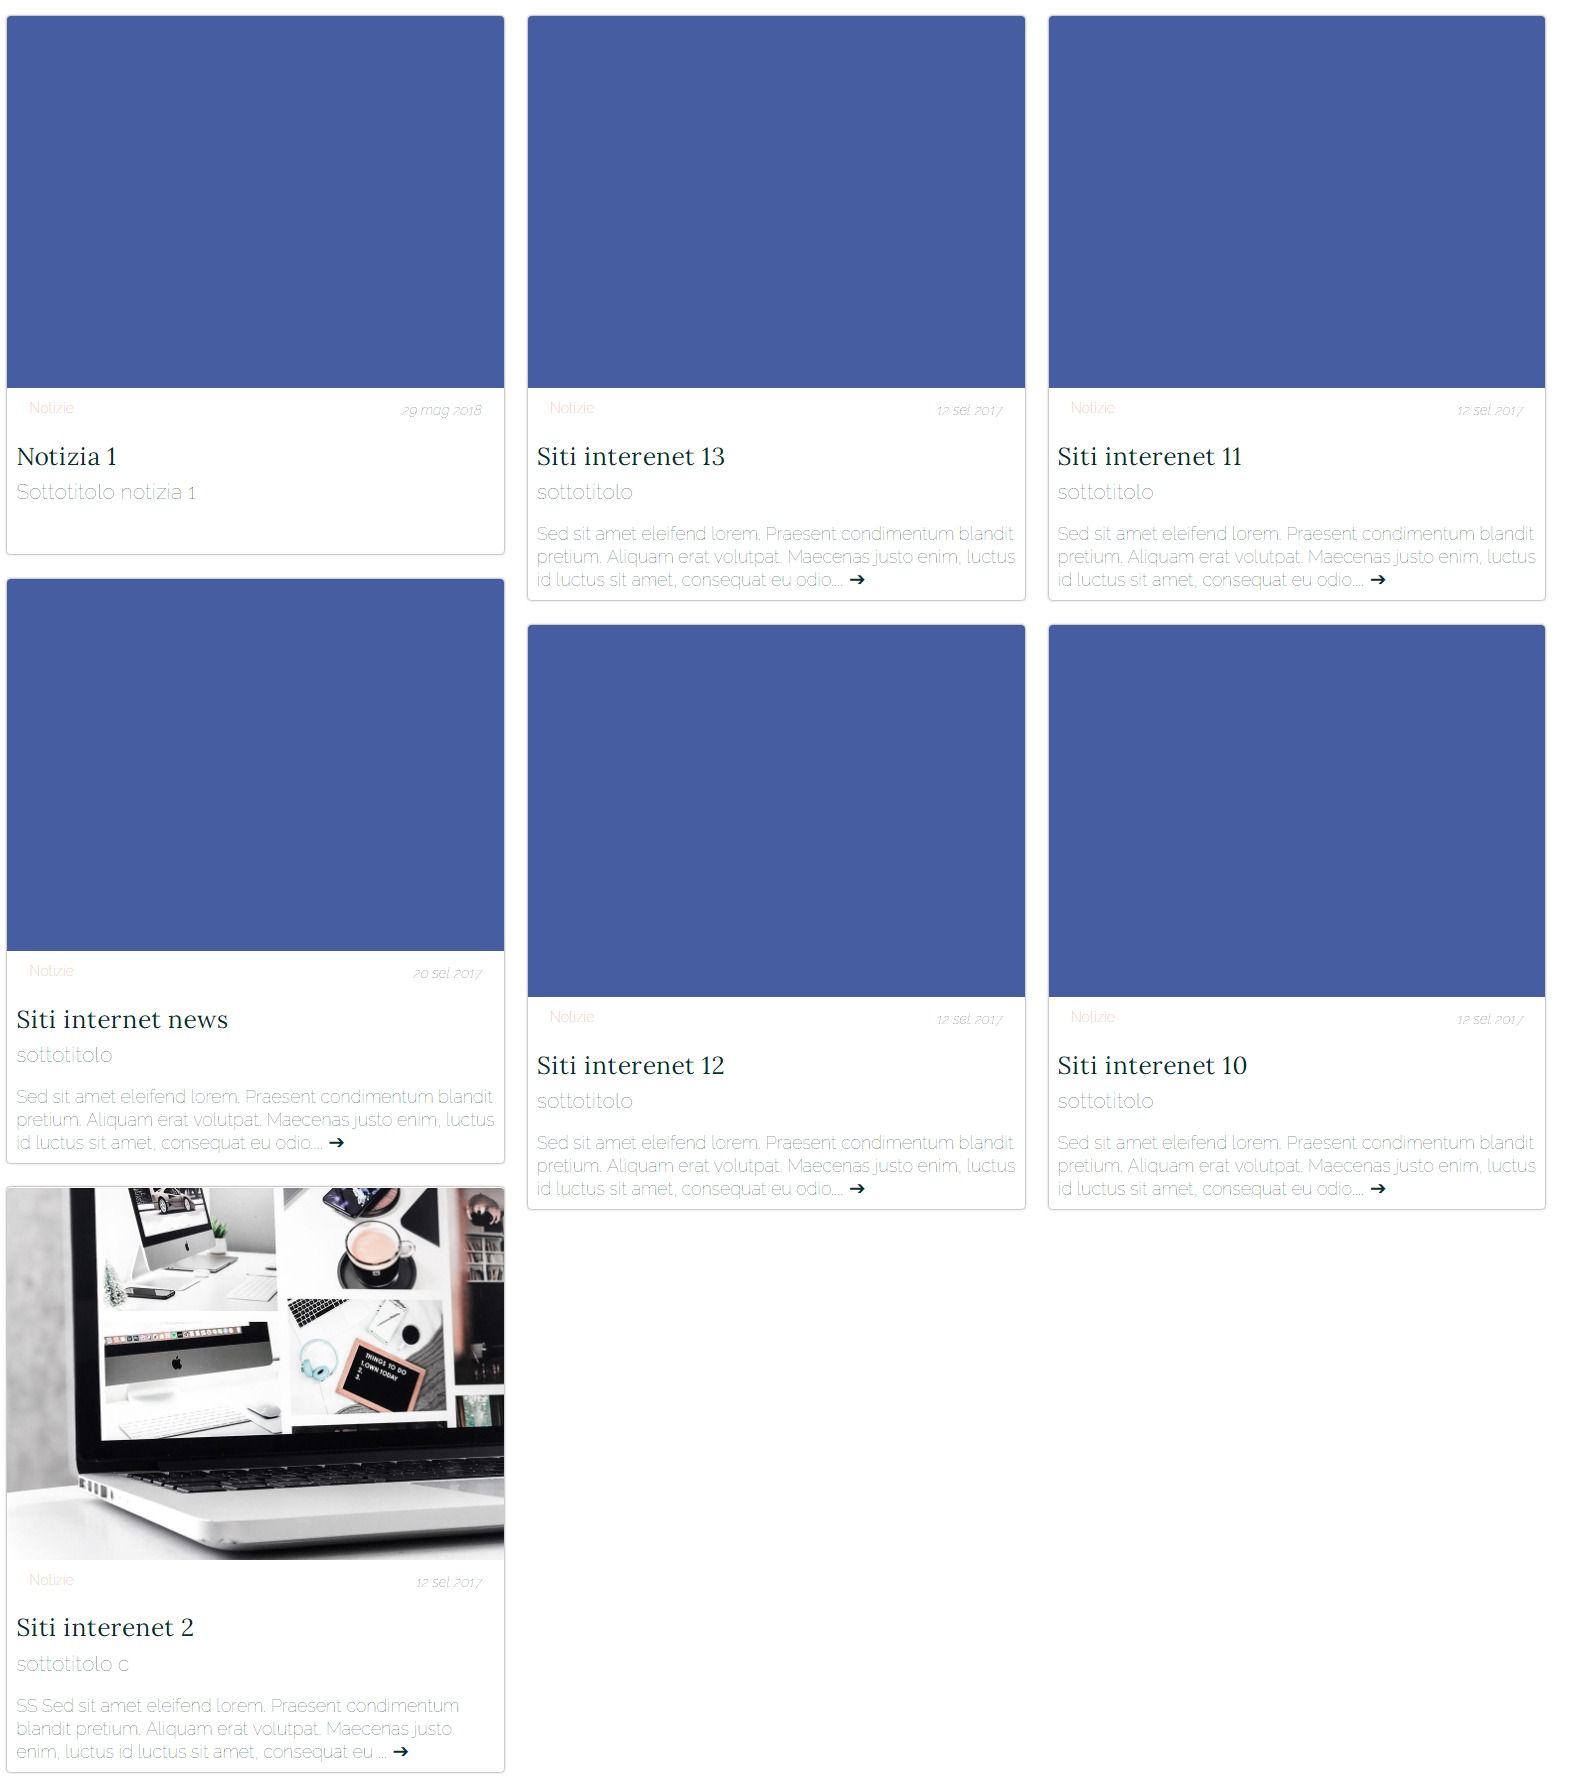 Notizie
29 mag 2018
Notizia 1
Sottotitolo notizia 1
Notizie
20 set 2017
Siti internet news
sottotitolo
Sed sit amet eleifend lorem. Praesent condimentum blandit
pretium. Aliquam erat volutpat. Maecenas justo enim, luctus
id luctus sit amet, consequat eu odio.... ➔
THINGS TO DO
1.OWN TODAY
2.
3.
Notizie
12 set 2017
Siti interenet 2
sottotitolo c
SS Sed sit amet eleifend lorem. Praesent condimentum
blandit pretium. Aliquam erat volutpat. Maecenas justo
enim, luctus id luctus sit amet, consequat eu ... ➔
Notizie
12 set 2017
Siti interenet 13
sottotitolo
Sed sit amet eleifend lorem. Praesent condimentum blandit
pretium. Aliquam erat volutpat. Maecenas justo enim, luctus
id luctus sit amet, consequat eu odio.... ➔
Notizie
12 set 2017
Siti interenet 12
sottotitolo
Sed sit amet eleifend lorem. Praesent condimentum blandit
pretium. Aliquam erat volutpat. Maecenas justo enim, luctus
id luctus sit amet, consequat eu odio.... ➔
Notizie
12 set 2017
Siti interenet 11
sottotitolo
Sed sit amet eleifend lorem. Praesent condimentum blandit
pretium. Aliquam erat volutpat. Maecenas justo enim, luctus
id luctus sit amet, consequat eu odio.... ➔
Notizie
12 set 2017
Siti interenet 10
sottotitolo
Sed sit amet eleifend lorem. Praesent condimentum blandit
pretium. Aliquam erat volutpat. Maecenas justo enim, luctus
id luctus sit amet, consequat eu odio.... ➔